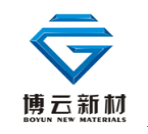 博云新材
BOYUN NEW MATERIALS